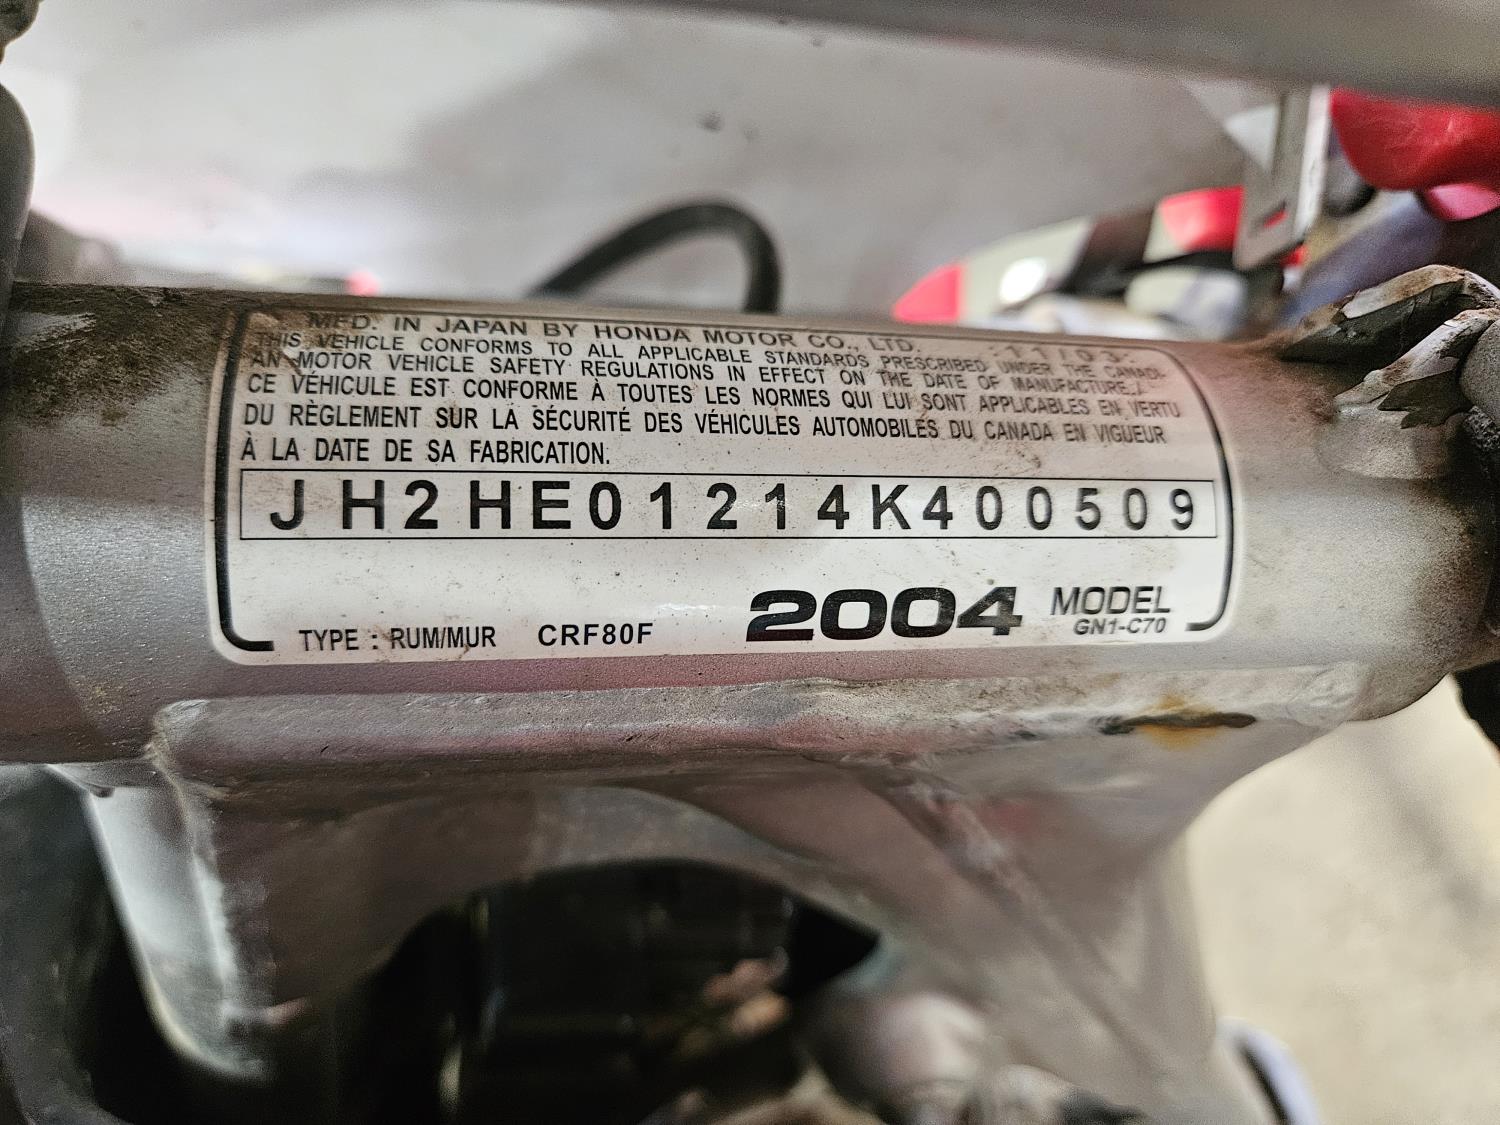 MFD. IN JAPAN BY HONDA MOTOR CO., LTD. 11/03.
THIS VEHICLE CONFORMS TO ALL APPLICABLE STANDARDS PRESCRIBED UNDER THE CANADI-
AN MOTOR VEHICLE SAFETY REGULATIONS IN EFFECT ON THE DATE OF MANUFACTURE./
CE VÉHICULE EST CONFORME À TOUTES LES NORMES QUI LUI SONT APPLICABLES EN VERTU
DU RÈGLEMENT SUR LA SÉCURITÉ DES VÉHICULES AUTOMOBILES DU CANADA EN VIGUEUR
À LA DATE DE SA FABRICATION.
JH2HE01214K400509
TYPE : RUM/MUR CRF80F 2004 MODEL
GN1-C70